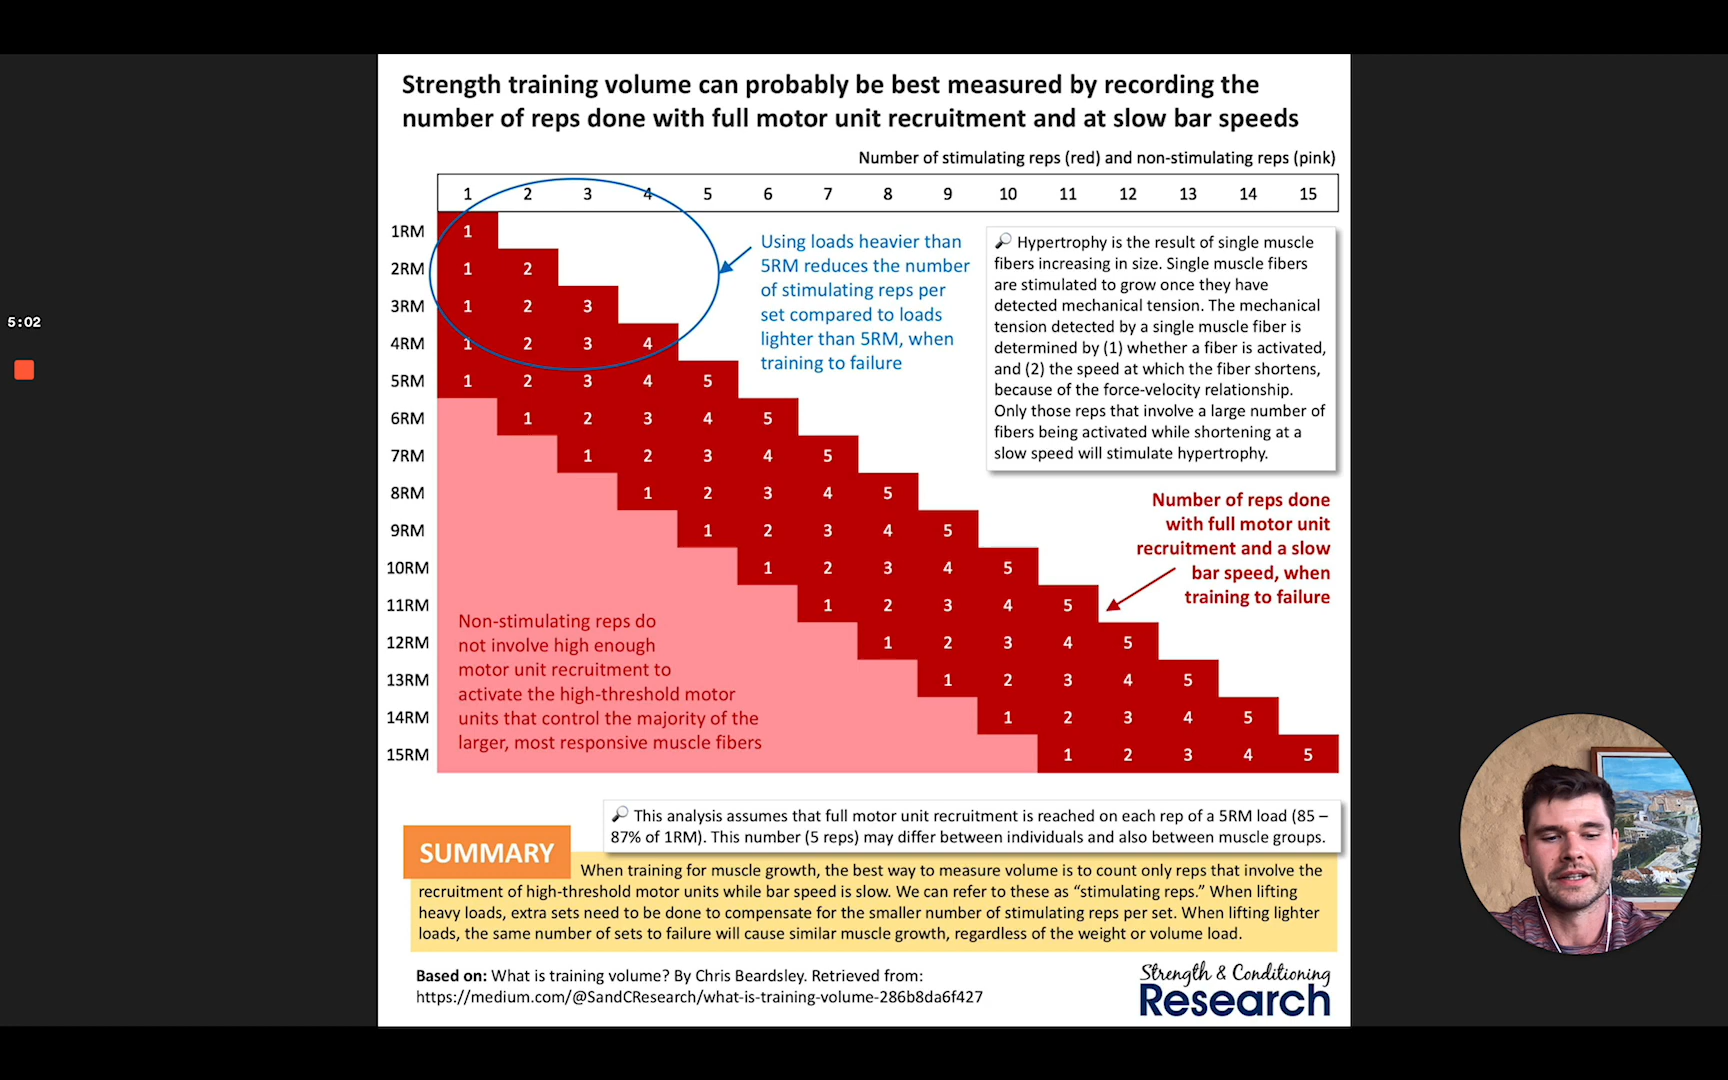 Strength training volume can probably be best measured by recording the
number of reps done with full motor unit recruitment and at slow bar speeds
Number of stimulating reps (red) and non-stimulating reps (pink)
1 2 3 4 5 6 7 8 9 10 11 12 13 14 15
1RM 1
2RM 1 2
3RM 1 2 3
4RM 1 2 3 4
5RM 1 2 3 4 5
6RM 1 2 3 4 5
7RM 1 2 3 4 5
8RM 1 2 3 4 5
9RM 1 2 3 4 5
10RM 1 2 3 4 5
11RM 1 2 3 4 5
12RM 1 2 3 4 5
13RM 1 2 3 4 5
14RM 1 2 3 4 5
15RM 1 2 3 4 5
Using loads heavier than
5RM reduces the number
of stimulating reps per
set compared to loads
lighter than 5RM, when
training to failure
Hypertrophy is the result of single muscle
fibers increasing in size. Single muscle fibers
are stimulated to grow once they have
detected mechanical tension. The mechanical
tension detected by a single muscle fiber is
determined by (1) whether a fiber is activated,
and (2) the speed at which the fiber shortens,
because of the force-velocity relationship.
Only those reps that involve a large number of
fibers being activated while shortening at a
slow speed will stimulate hypertrophy.
5:02
Number of reps done
with full motor unit
recruitment and a slow
bar speed, when
training to failure
Non-stimulating reps do
not involve high enough
motor unit recruitment to
activate the high-threshold motor
units that control the majority of the
larger, most responsive muscle fibers
This analysis assumes that full motor unit recruitment is reached on each rep of a 5RM load (85 –
87% of 1RM). This number (5 reps) may differ between individuals and also between muscle groups.
SUMMARY
When training for muscle growth, the best way to measure volume is to count only reps that involve the
recruitment of high-threshold motor units while bar speed is slow. We can refer to these as “stimulating reps.” When lifting
heavy loads, extra sets need to be done to compensate for the smaller number of stimulating reps per set. When lifting lighter
loads, the same number of sets to failure will cause similar muscle growth, regardless of the weight or volume load.
Based on: What is training volume? By Chris Beardsley. Retrieved from:
https://medium.com/@SandCResearch/what-is-training-volume-286b8da6f427
Strength & Conditioning
Research